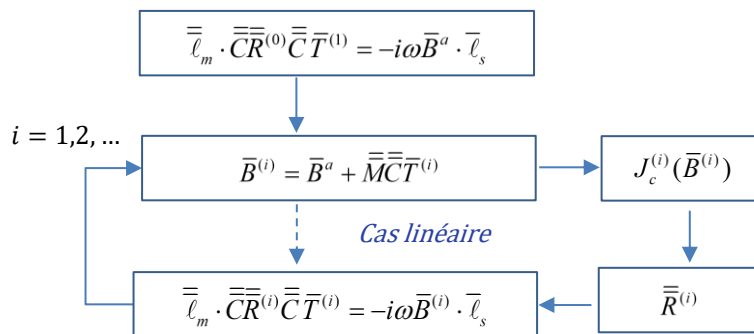 ℓ̿_m · C̿R̿^(0)C̿ T̄^(1) = −iωB̄^a · ℓ̄_s
i = 1,2, …
B̄^(i) = B̄^a + M̿C̿T̄^(i)
J_c^(i)(B̄^(i))
Cas linéaire
ℓ̿_m · C̿R̿^(i)C̿ T̄^(i) = −iωB̄^(i) · ℓ̄_s
R̿^(i)